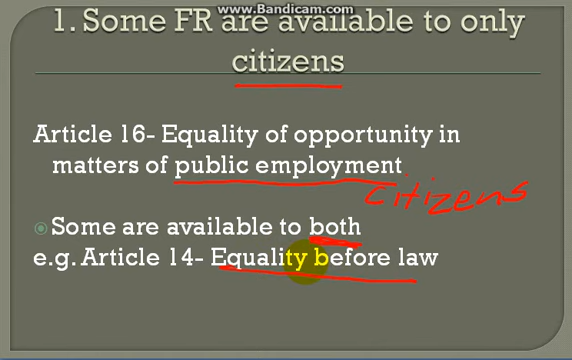 www.Bandicam.com
1. Some FR are available to only
citizens
Article 16- Equality of opportunity in
matters of public employment
citizens
Some are available to both
e.g. Article 14- Equality before law